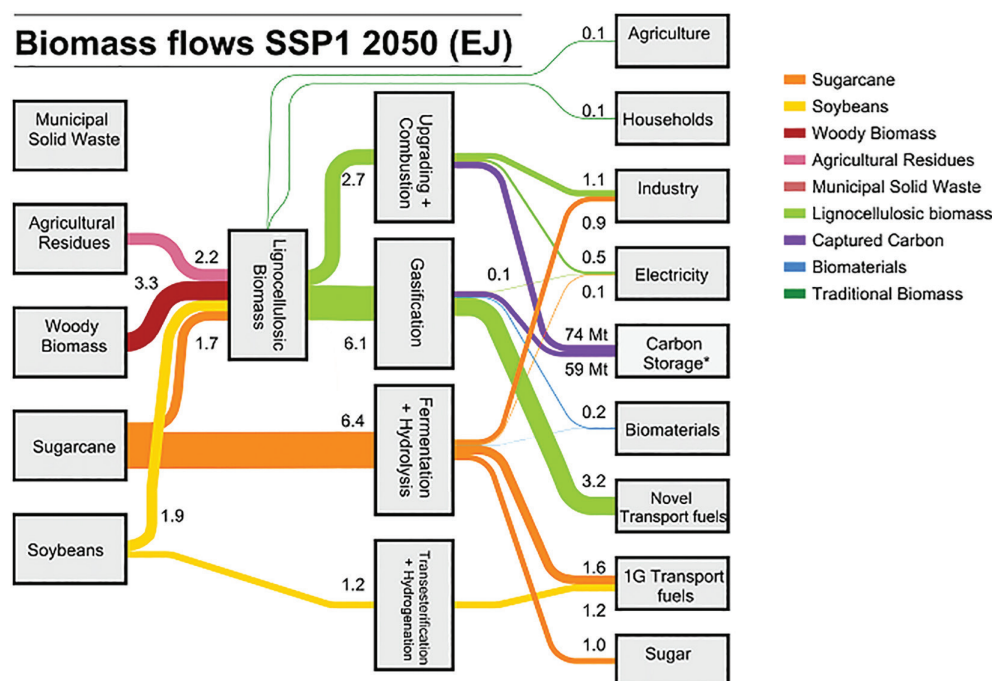 Biomass flows SSP1 2050 (EJ)
Municipal
Solid Waste
Agricultural
Residues
Woody
Biomass
Sugarcane
Soybeans
2.2
3.3
1.7
1.9
Lignocellulosic
Biomass
2.7
6.1
6.4
1.2
Upgrading +
Combustion
Gasification
Fermentation
+ Hydrolysis
Transesterification
+ Hydrogenation
0.1
0.1
1.1
0.9
0.5
0.1
0.1
74 Mt
59 Mt
0.2
3.2
1.6
1.2
1.0
Agriculture
Households
Industry
Electricity
Carbon
Storage*
Biomaterials
Novel
Transport fuels
1G Transport
fuels
Sugar
Sugarcane
Soybeans
Woody Biomass
Agricultural Residues
Municipal Solid Waste
Lignocellulosic biomass
Captured Carbon
Biomaterials
Traditional Biomass